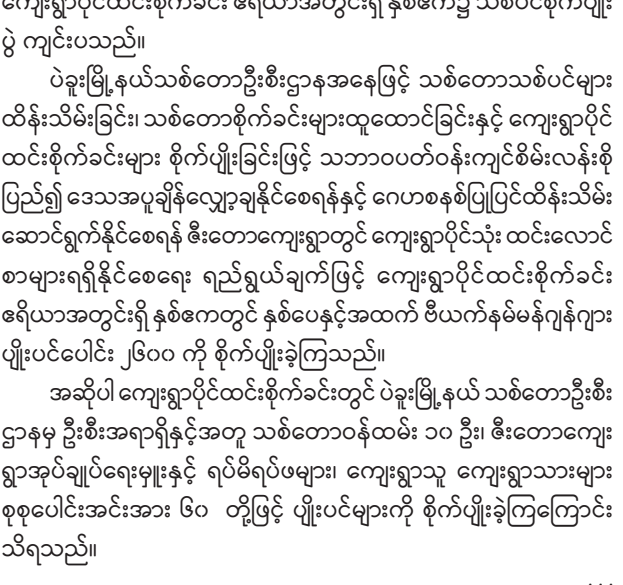 ကျေးရွာပိုင်ထင်းစိုက်ခင်း ဧရိယာအတွင်းရှိ နှစ်ဧက၌ သစ်ပင်စိုက်ပျိုး
ပွဲ ကျင်းပသည်။
ပဲခူးမြို့နယ်သစ်တောဦးစီးဌာနအနေဖြင့် သစ်တောသစ်ပင်များ
ထိန်းသိမ်းခြင်း၊ သစ်တောစိုက်ခင်းများထူထောင်ခြင်းနှင့် ကျေးရွာပိုင်
ထင်းစိုက်ခင်းများ စိုက်ပျိုးခြင်းဖြင့် သဘာဝပတ်ဝန်းကျင်စိမ်းလန်းစို
ပြည်၍ ဒေသအပူချိန်လျှော့ချနိုင်စေရန်နှင့် ဂေဟစနစ်ပြုပြင်ထိန်းသိမ်း
ဆောင်ရွက်နိုင်စေရန် ဇီးတောကျေးရွာတွင် ကျေးရွာပိုင်သုံး ထင်းလောင်
စာများရရှိနိုင်စေရေး ရည်ရွယ်ချက်ဖြင့် ကျေးရွာပိုင်ထင်းစိုက်ခင်း
ဧရိယာအတွင်းရှိ နှစ်ဧကတွင် နှစ်ပေနှင့်အထက် ဗီယက်နမ်မန်ဂျန်ဂျား
ပျိုးပင်ပေါင်း ၂၆၀၀ ကို စိုက်ပျိုးခဲ့ကြသည်။
အဆိုပါ ကျေးရွာပိုင်ထင်းစိုက်ခင်းတွင် ပဲခူးမြို့နယ် သစ်တောဦးစီး
ဌာနမှ ဦးစီးအရာရှိနှင့်အတူ သစ်တောဝန်ထမ်း ၁၀ ဦး၊ ဇီးတောကျေး
ရွာအုပ်ချုပ်ရေးမှူးနှင့် ရပ်မိရပ်ဖများ၊ ကျေးရွာသူ ကျေးရွာသားများ
စုစုပေါင်းအင်းအား ၆၀ တို့ဖြင့် ပျိုးပင်များကို စိုက်ပျိုးခဲ့ကြကြောင်း
သိရသည်။